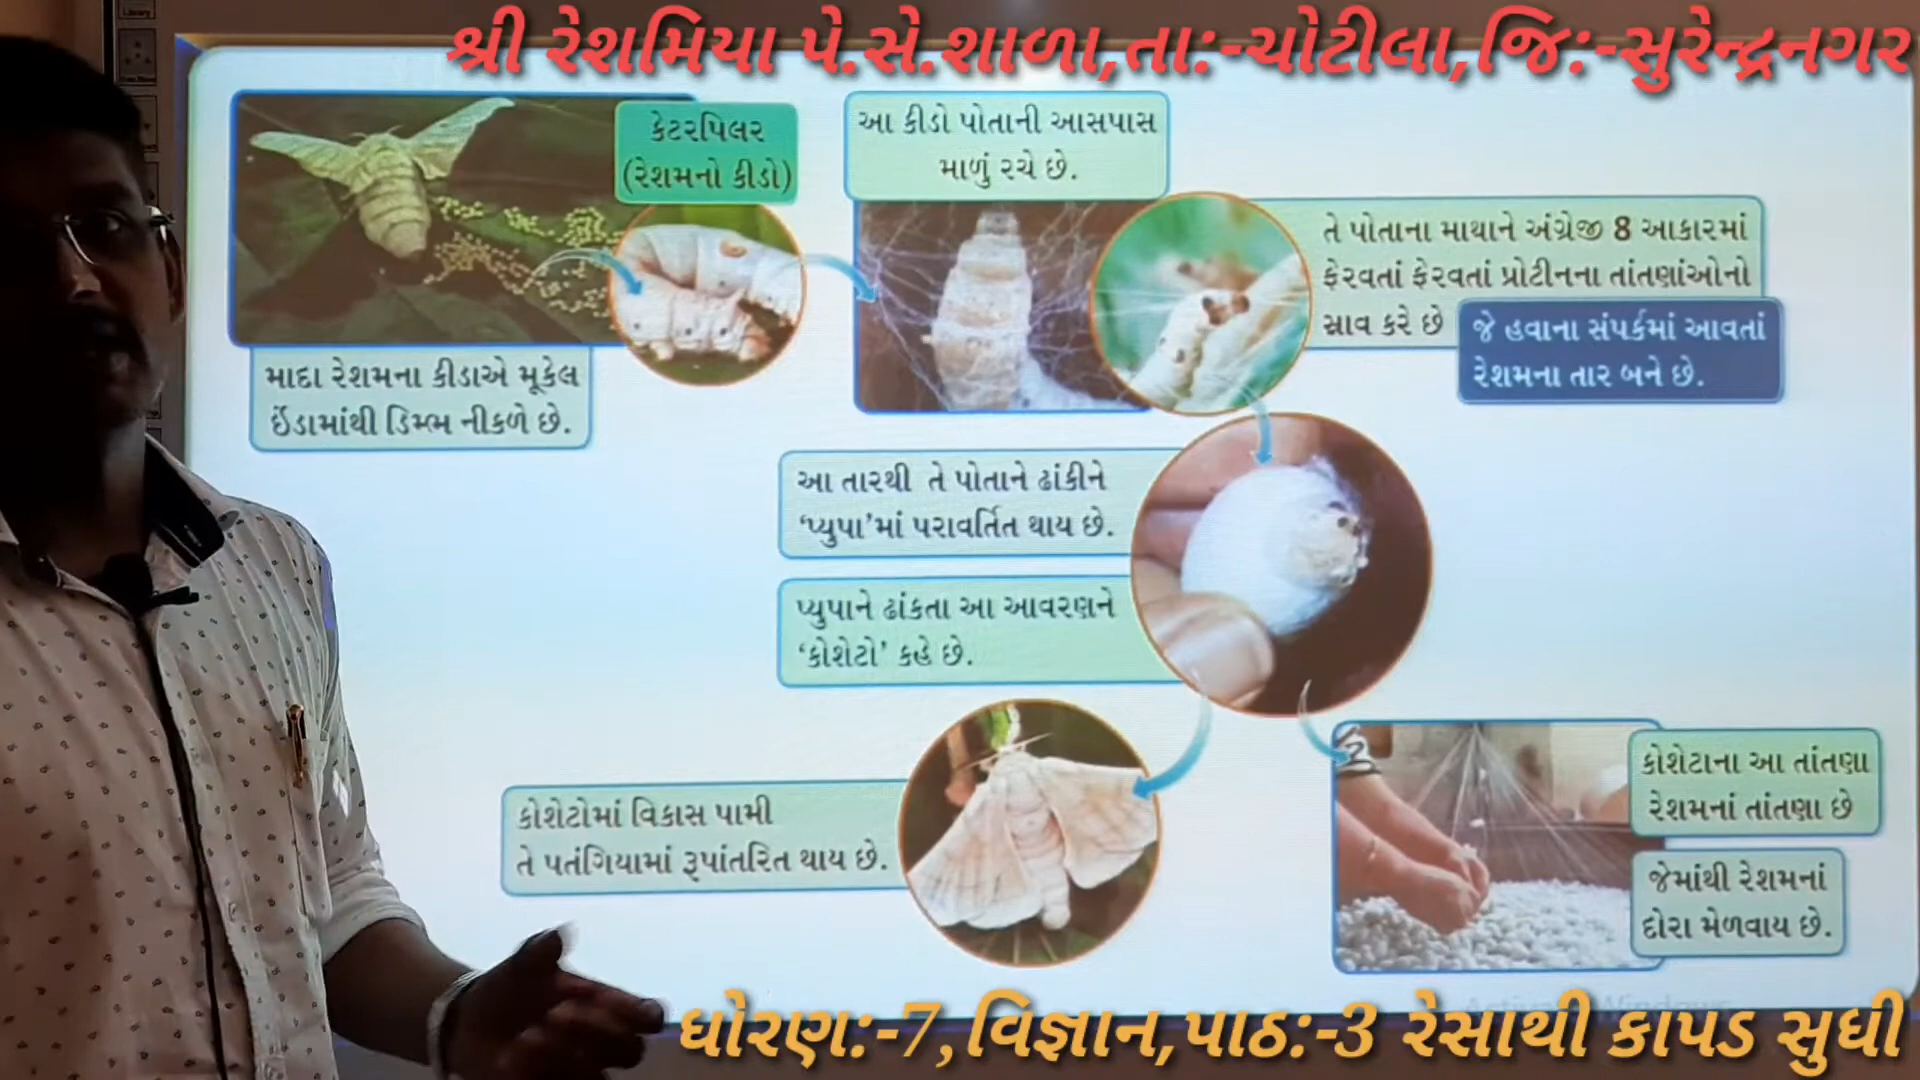 શ્રી રેશમિયા પે.સે.શાળા,તા:-ચોટીલા,જિ:-સુરેન્દ્રનગર
કેટરપિલર
(રેશમનો કીડો)
આ કીડો પોતાની આસપાસ
માળું રચે છે.
તે પોતાના માથાને અંગ્રેજી 8 આકારમાં
ફેરવતાં ફેરવતાં પ્રોટીનના તાંતણાંઓનો
સ્રાવ કરે છે
જે હવાના સંપર્કમાં આવતાં
રેશમના તાર બને છે.
માદા રેશમના કીડાએ મૂકેલ
ઈંડામાંથી ડિમ્ભ નીકળે છે.
આ તારથી તે પોતાને ઢાંકીને
‘પ્યુપા’માં પરાવર્તિત થાય છે.
પ્યુપાને ઢાંકતા આ આવરણને
‘કોશેટો’ કહે છે.
કોશેટોમાં વિકાસ પામી
તે પતંગિયામાં રૂપાંતરિત થાય છે.
કોશેટાના આ તાંતણા
રેશમનાં તાંતણા છે
જેમાંથી રેશમનાં
દોરા મેળવાય છે.
ધોરણ:-7,વિજ્ઞાન,પાઠ:-3 રેસાથી કાપડ સુધી